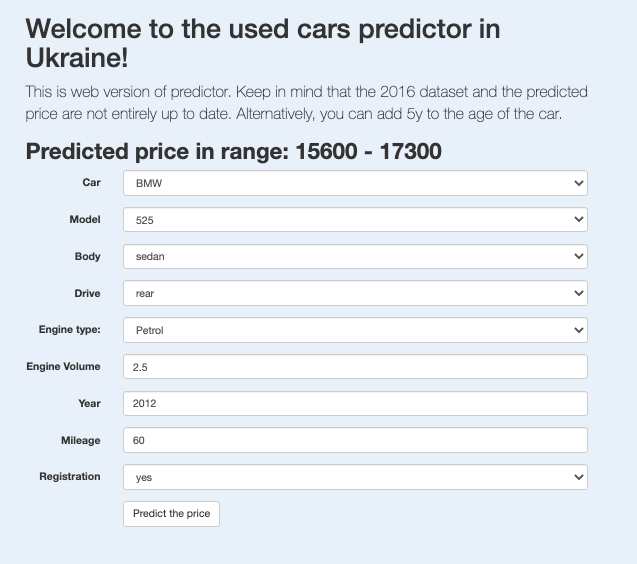 Welcome to the used cars predictor in
Ukraine!
This is web version of predictor. Keep in mind that the 2016 dataset and the predicted
price are not entirely up to date. Alternatively, you can add 5y to the age of the car.
Predicted price in range: 15600 - 17300
Car BMW
Model 525
Body sedan
Drive rear
Engine type: Petrol
Engine Volume 2.5
Year 2012
Mileage 60
Registration yes
Predict the price